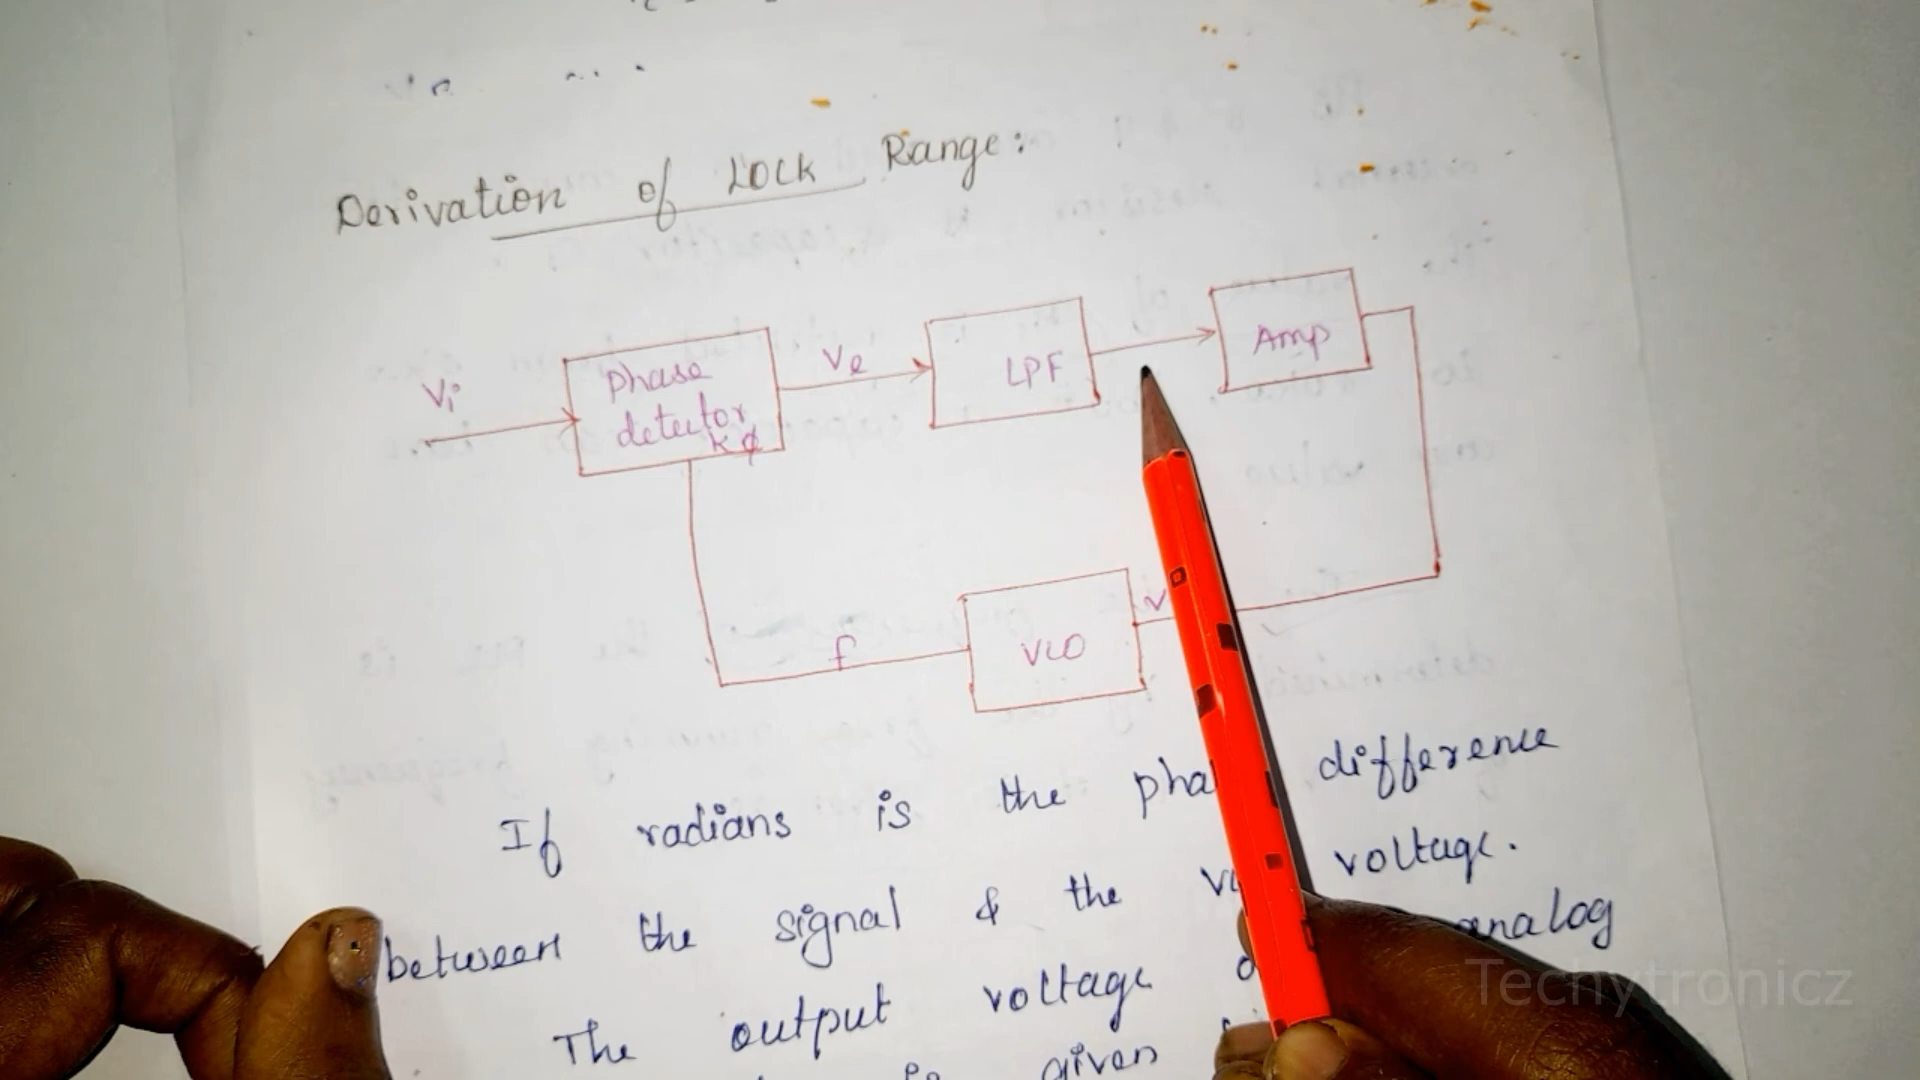 Derivation of Lock Range:
Vi
phase
detector
kφ
Ve
LPF
Amp
f
VCO
V
If radians is the pha difference
between the signal & the voltage.
The output voltage analog
given
Techytronicz